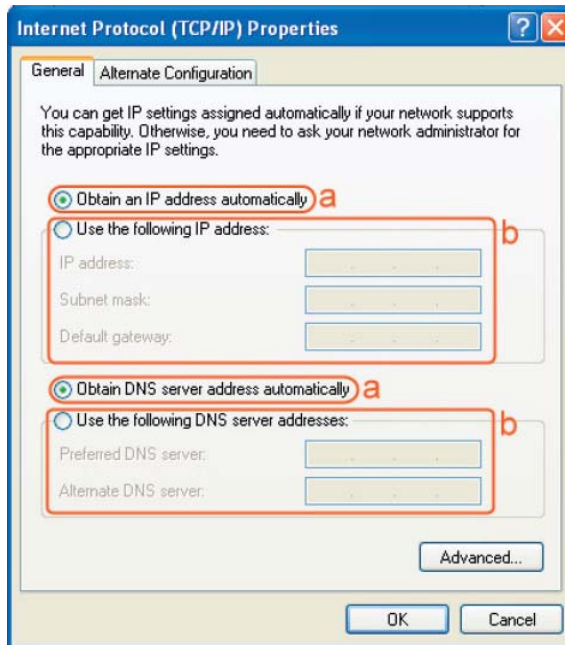 Internet Protocol (TCP/IP) Properties
General
Alternate Configuration
You can get IP settings assigned automatically if your network supports
this capability. Otherwise, you need to ask your network administrator for
the appropriate IP settings.
Obtain an IP address automatically
a
Use the following IP address:
b
IP address:
Subnet mask:
Default gateway:
Obtain DNS server address automatically
a
Use the following DNS server addresses:
b
Preferred DNS server:
Alternate DNS server:
Advanced...
OK
Cancel